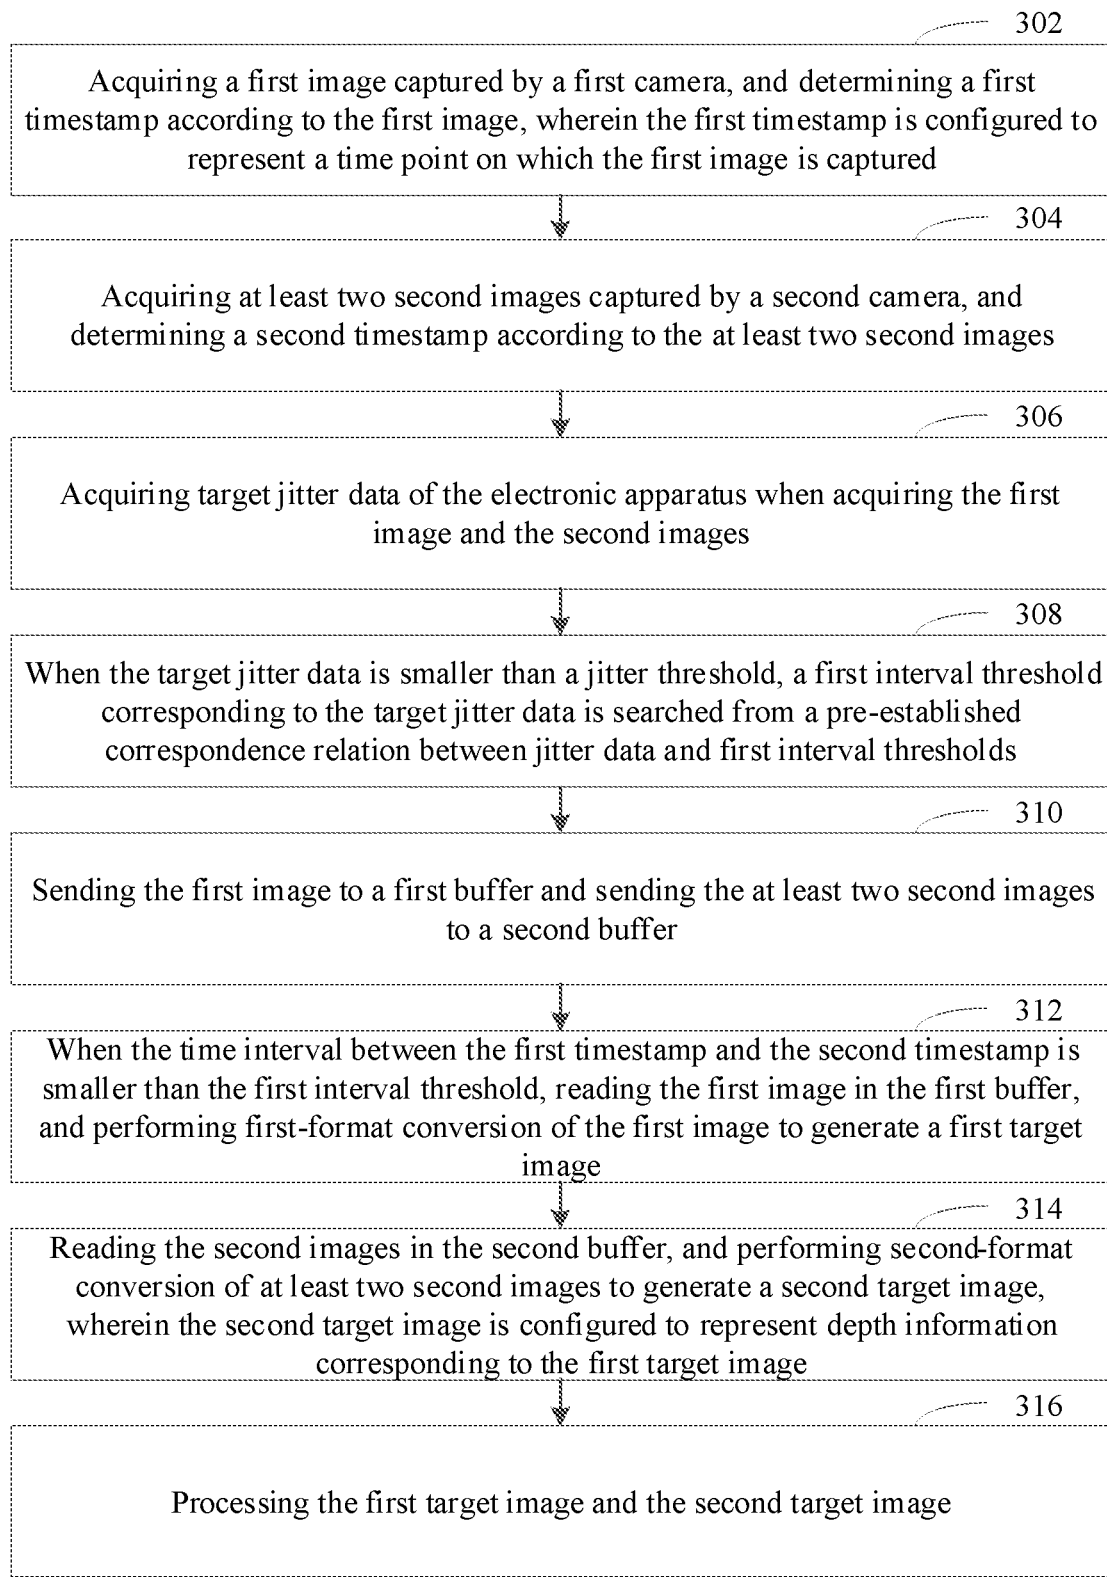 302
Acquiring a first image captured by a first camera, and determining a first
timestamp according to the first image, wherein the first timestamp is configured to
represent a time point on which the first image is captured
304
Acquiring at least two second images captured by a second camera, and
determining a second timestamp according to the at least two second images
306
Acquiring target jitter data of the electronic apparatus when acquiring the first
image and the second images
308
When the target jitter data is smaller than a jitter threshold, a first interval threshold
corresponding to the target jitter data is searched from a pre-established
correspondence relation between jitter data and first interval thresholds
310
Sending the first image to a first buffer and sending the at least two second images
to a second buffer
312
When the time interval between the first timestamp and the second timestamp is
smaller than the first interval threshold, reading the first image in the first buffer,
and performing first-format conversion of the first image to generate a first target
image
314
Reading the second images in the second buffer, and performing second-format
conversion of at least two second images to generate a second target image,
wherein the second target image is configured to represent depth information
corresponding to the first target image
316
Processing the first target image and the second target image